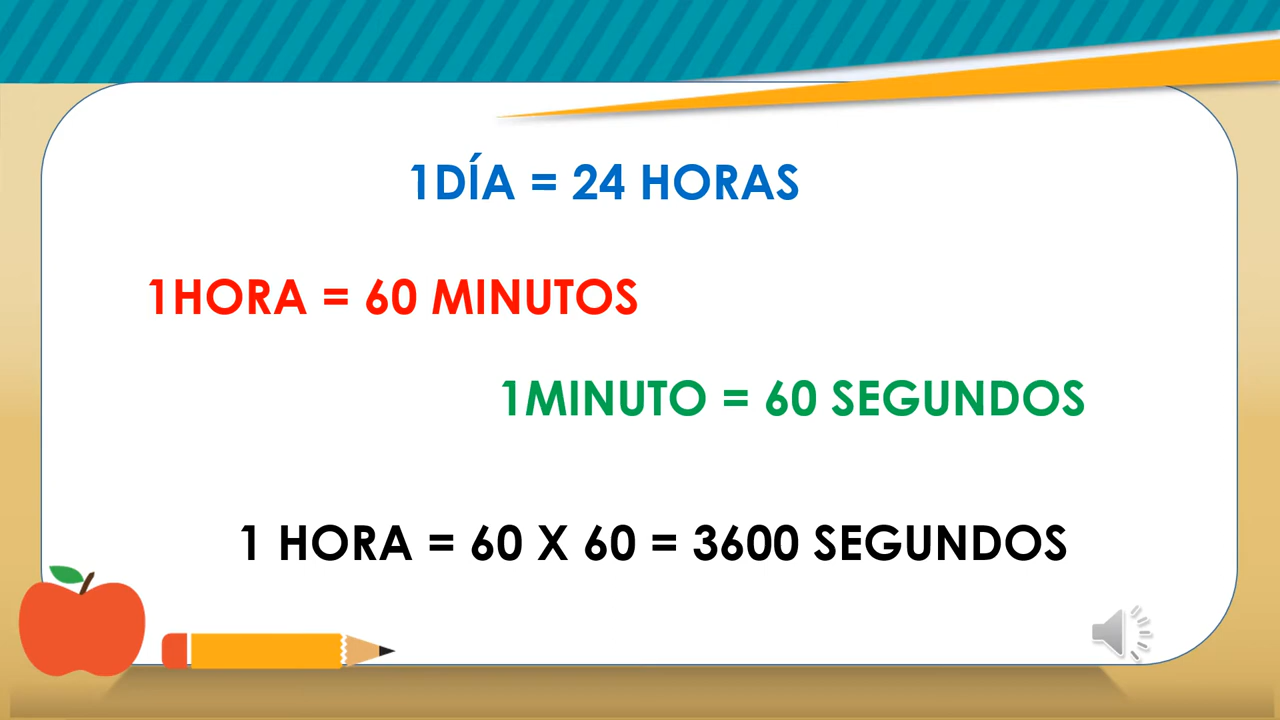 1DÍA = 24 HORAS
1HORA = 60 MINUTOS
1MINUTO = 60 SEGUNDOS
1 HORA = 60 X 60 = 3600 SEGUNDOS